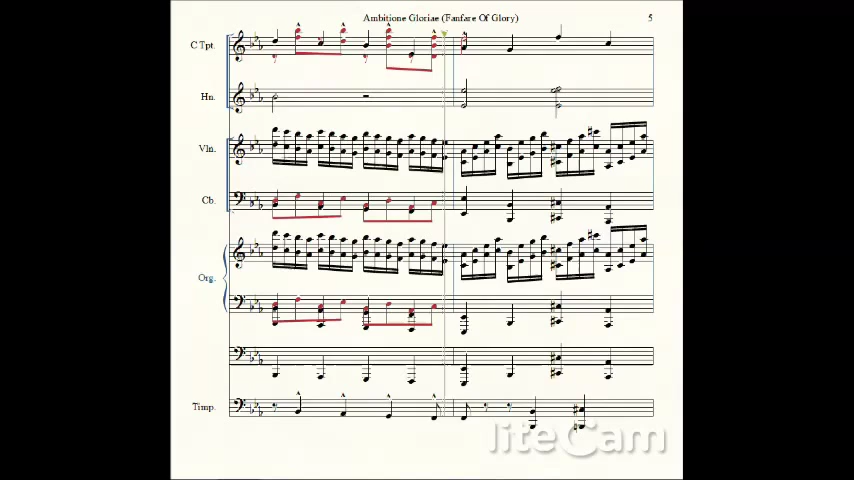 Ambitione Gloriae (Fanfare Of Glory) 5
C Tpt.
Hn.
Vln.
Cb.
Org.
Timp.
liteCam